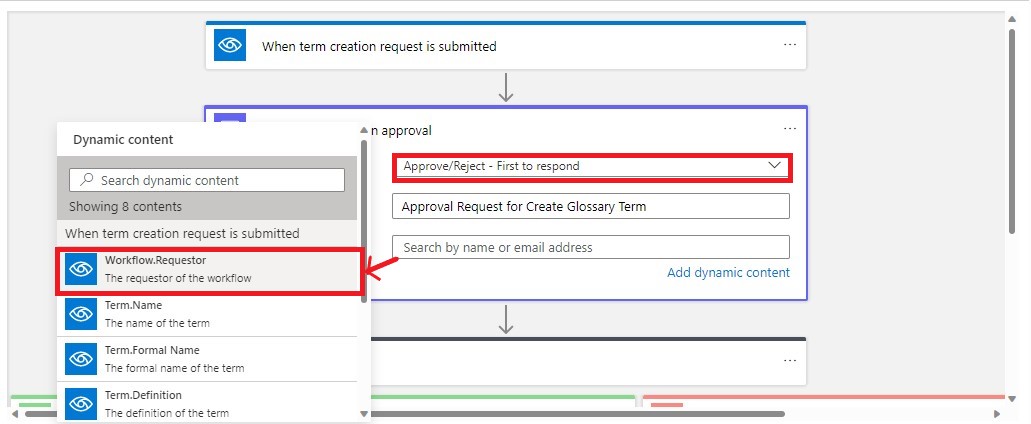 When term creation request is submitted
...
n approval
...
Dynamic content
Approve/Reject - First to respond
Search dynamic content
Showing 8 contents
Approval Request for Create Glossary Term
When term creation request is submitted
Search by name or email address
Workflow.Requestor
The requestor of the workflow
Add dynamic content
Term.Name
The name of the term
Term.Formal Name
The formal name of the term
...
Term.Definition
The definition of the term